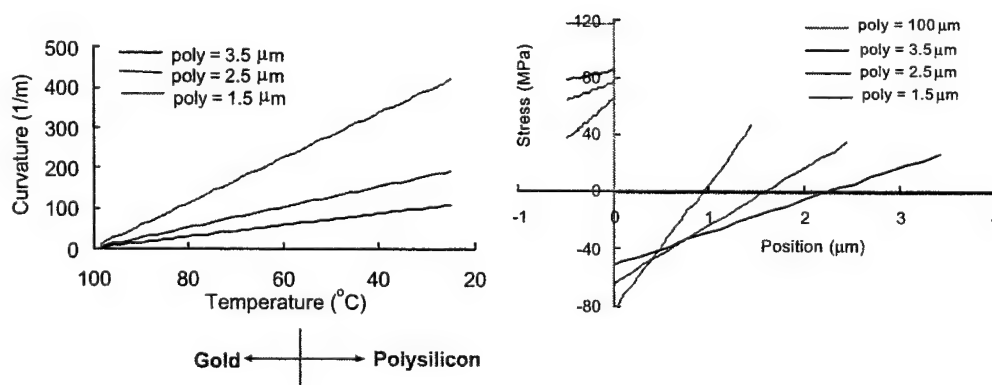 500
400
300
200
100
0
Curvature (1/m)
poly = 3.5 μm
poly = 2.5 μm
poly = 1.5 μm
100 80 60 40 20
Temperature (°C)
Gold Polysilicon
120
80
40
0
-40
-80
Stress (MPa)
poly = 100 μm
poly = 3.5 μm
poly = 2.5 μm
poly = 1.5 μm
-1 0 1 2 3
Position (μm)